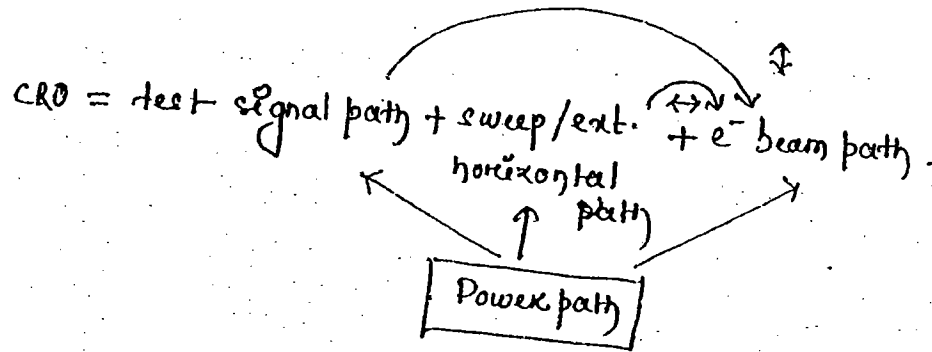 CRO = test signal path + sweep/ext. ↔ + e⁻ beam path. ↕
horizontal
path
Power path